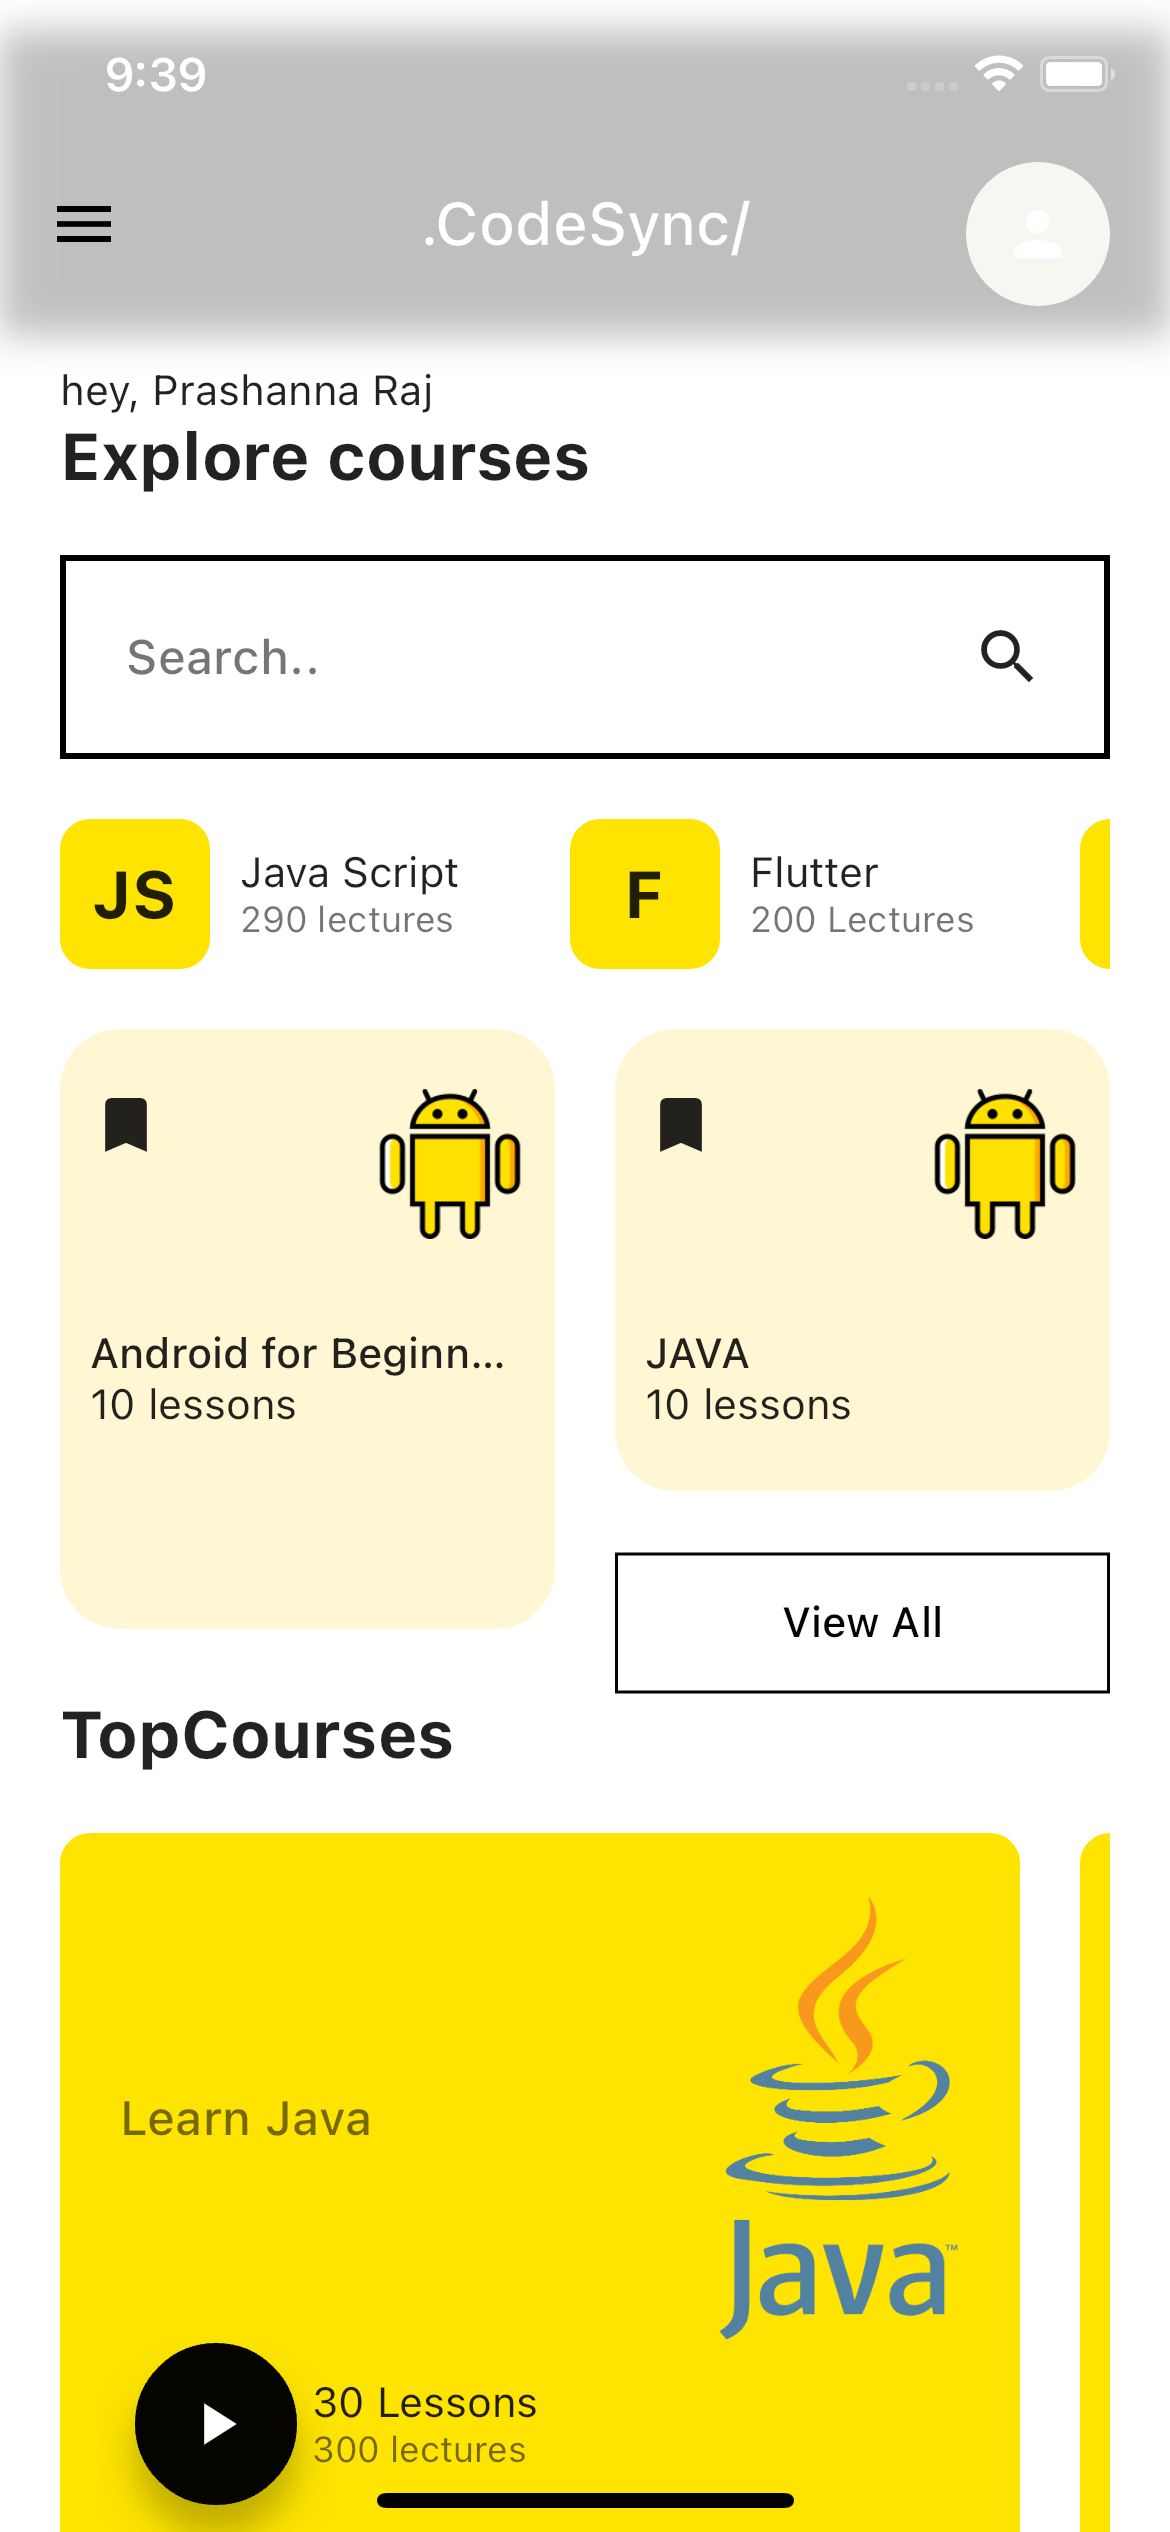 9:39
.CodeSync/
hey, Prashanna Raj
Explore courses
Search..
JS
Java Script
290 lectures
F
Flutter
200 Lectures
Android for Beginn...
10 lessons
JAVA
10 lessons
View All
TopCourses
Learn Java
Java™
30 Lessons
300 lectures